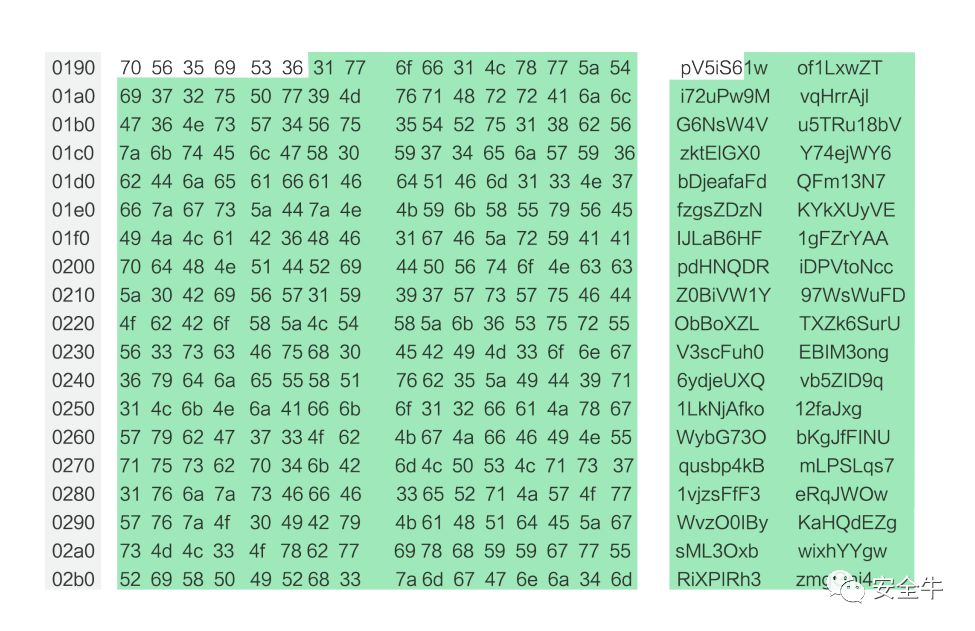 0190 70 56 35 69 53 36 31 77 6f 66 31 4c 78 77 5a 54 pV5iS61w of1LxwZT
01a0 69 37 32 75 50 77 39 4d 76 71 48 72 72 41 6a 6c i72uPw9M vqHrrAjl
01b0 47 36 4e 73 57 34 56 75 35 54 52 75 31 38 62 56 G6NsW4V u5TRu18bV
01c0 7a 6b 74 45 6c 47 58 30 59 37 34 65 6a 57 59 36 zktElGX0 Y74ejWY6
01d0 62 44 6a 65 61 66 61 46 64 51 46 6d 31 33 4e 37 bDjeafaFd QFm13N7
01e0 66 7a 67 73 5a 44 7a 4e 4b 59 6b 58 55 79 56 45 fzgsZDzN KYkXUyVE
01f0 49 4a 4c 61 42 36 48 46 31 67 46 5a 72 59 41 41 IJLaB6HF 1gFZrYAA
0200 70 64 48 4e 51 44 52 69 44 50 56 74 6f 4e 63 63 pdHNQDR iDPVtoNcc
0210 5a 30 42 69 56 57 31 59 39 37 57 73 57 75 46 44 Z0BiVW1Y 97WsWuFD
0220 4f 62 42 6f 58 5a 4c 54 58 5a 6b 36 53 75 72 55 ObBoXZL TXZk6SurU
0230 56 33 73 63 46 75 68 30 45 42 49 4d 33 6f 6e 67 V3scFuh0 EBIM3ong
0240 36 79 64 6a 65 55 58 51 76 62 35 5a 49 44 39 71 6ydjeUXQ vb5ZID9q
0250 31 4c 6b 4e 6a 41 66 6b 6f 31 32 66 61 4a 78 67 1LkNjAfko 12faJxg
0260 57 79 62 47 37 33 4f 62 4b 67 4a 66 46 49 4e 55 WybG73O bKgJfFINU
0270 71 75 73 62 70 34 6b 42 6d 4c 50 53 4c 71 73 37 qusbp4kB mLPSLqs7
0280 31 76 6a 7a 73 46 66 46 33 65 52 71 4a 57 4f 77 1vjzsFfF3 eRqJWOw
0290 57 76 7a 4f 30 49 42 79 4b 61 48 51 64 45 5a 67 WvzO0IBy KaHQdEZg
02a0 73 4d 4c 33 4f 78 62 77 69 78 68 59 59 67 77 55 sML3Oxb wixhYYgw
02b0 52 69 58 50 49 52 68 33 7a 6d 67 47 6e 6a 34 6d RiXPIRh3
安全牛